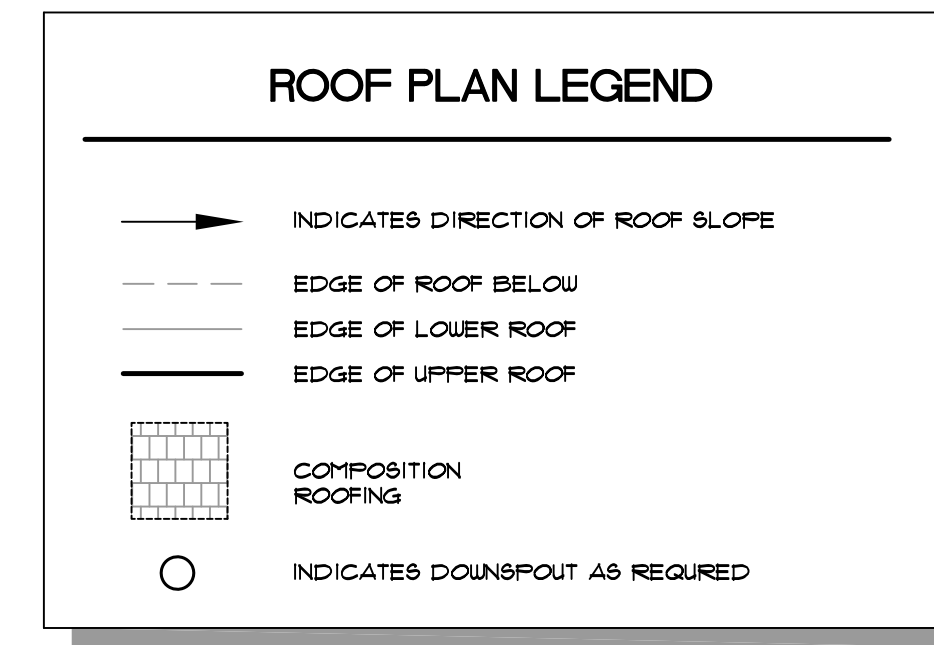 ROOF PLAN LEGEND
INDICATES DIRECTION OF ROOF SLOPE
EDGE OF ROOF BELOW
EDGE OF LOWER ROOF
EDGE OF UPPER ROOF
COMPOSITION
ROOFING
INDICATES DOWNSPOUT AS REQURED